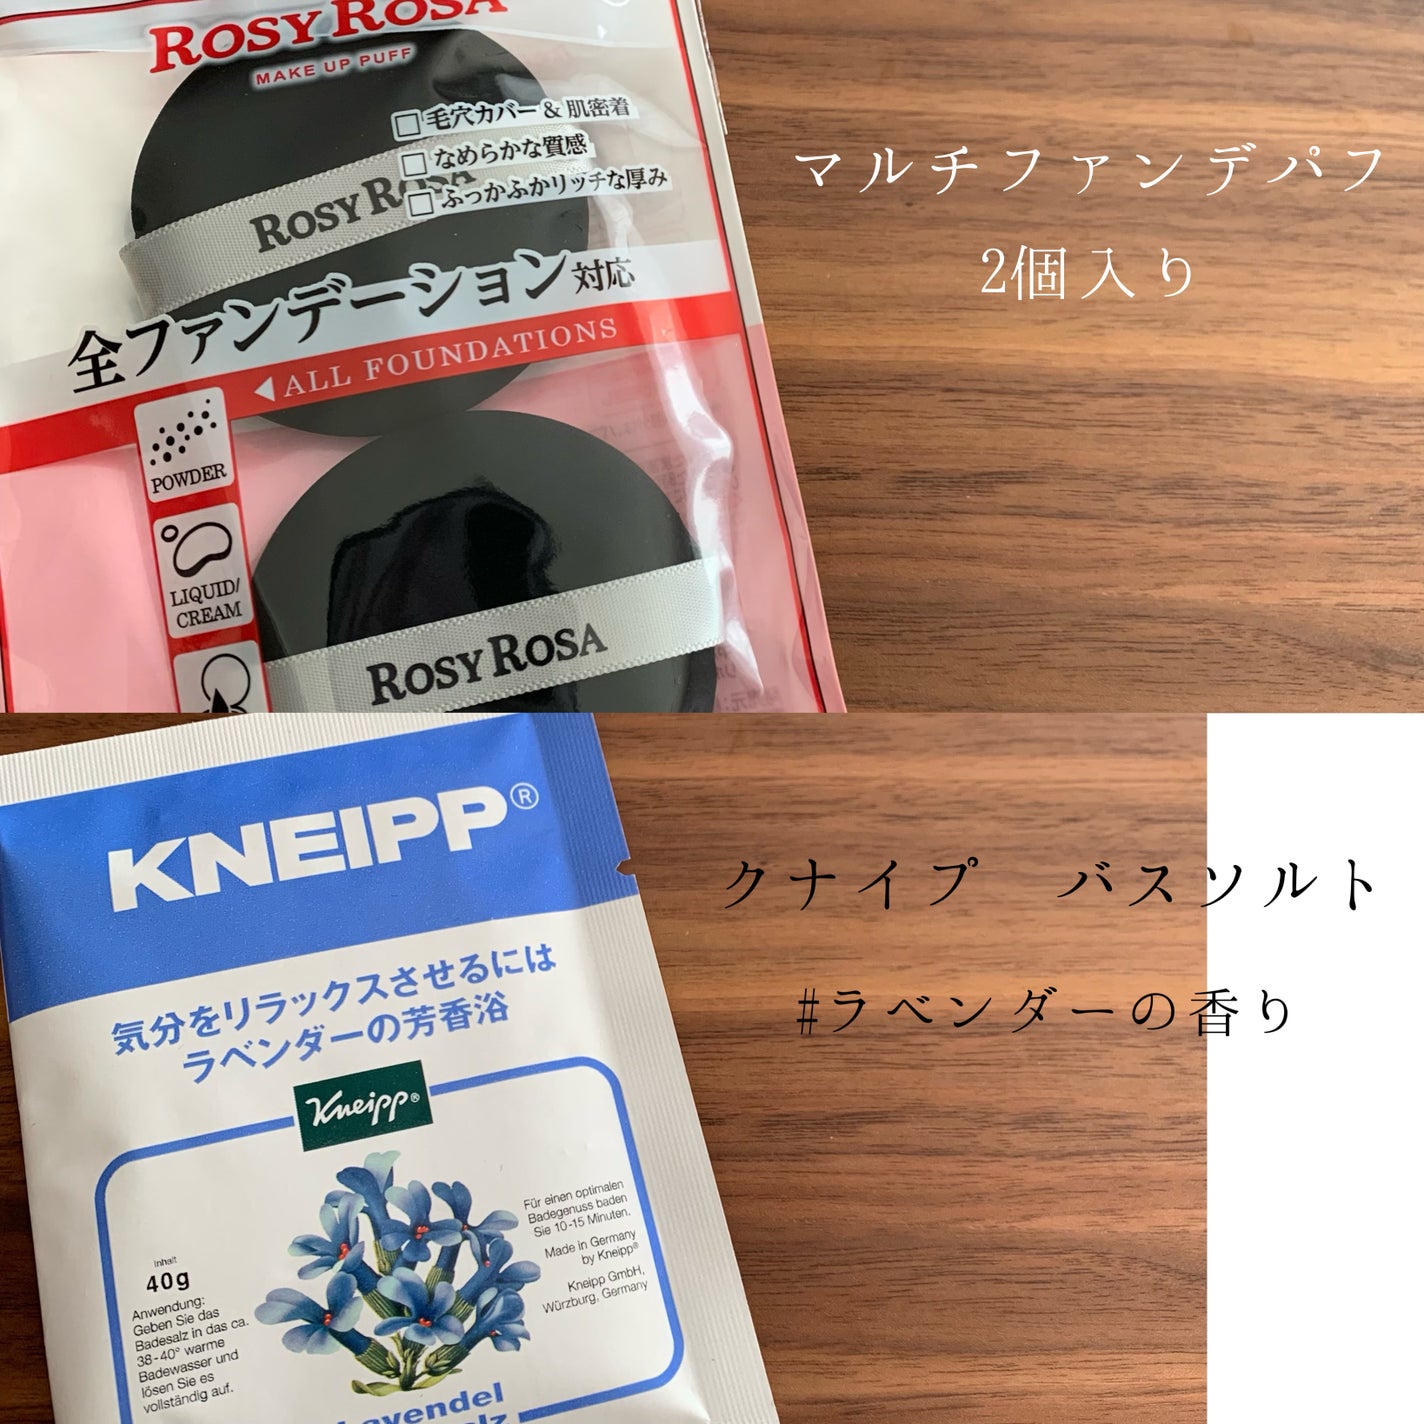 ROSY ROSA
MAKE UP PUFF
毛穴カバー & 肌密着
なめらかな質感
ふっかふかリッチな厚み
ROSY ROSA
全ファンデーション対応
ALL FOUNDATIONS
POWDER
LIQUID/
CREAM
ROSY ROSA
マルチファンデパフ
2個入り
KNEIPP®
気分をリラックスさせるには
ラベンダーの芳香浴
Kneipp®
Inhalt
40g
Anwendung:
Geben Sie das
Badesalz in das ca.
38-40° warme
Badewasser und
lösen Sie es
vollständig auf.
Für einen optimalen
Badegenuss baden
Sie 10-15 Minuten.
Made in Germany
by Kneipp®
Kneipp GmbH,
Würzburg, Germany
Lavendel
クナイプ　バスソルト
#ラベンダーの香り